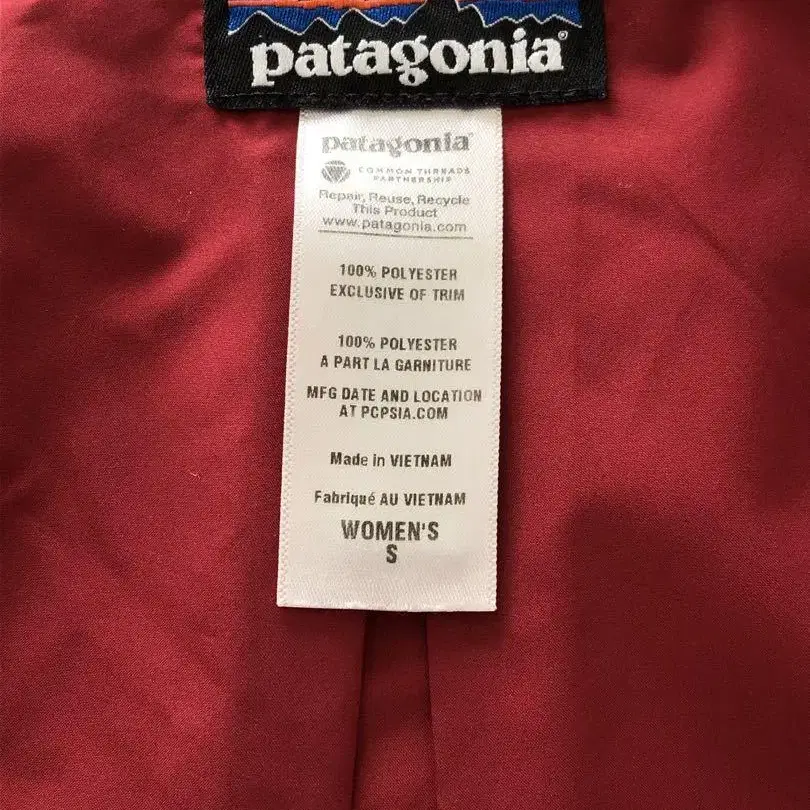 patagonia®
patagonia®
COMMON THREADS
PARTNERSHIP
Repair, Reuse, Recycle
This Product
www.patagonia.com
100% POLYESTER
EXCLUSIVE OF TRIM
100% POLYESTER
A PART LA GARNITURE
MFG DATE AND LOCATION
AT PCPSIA.COM
Made in VIETNAM
Fabriqué AU VIETNAM
WOMEN'S
S